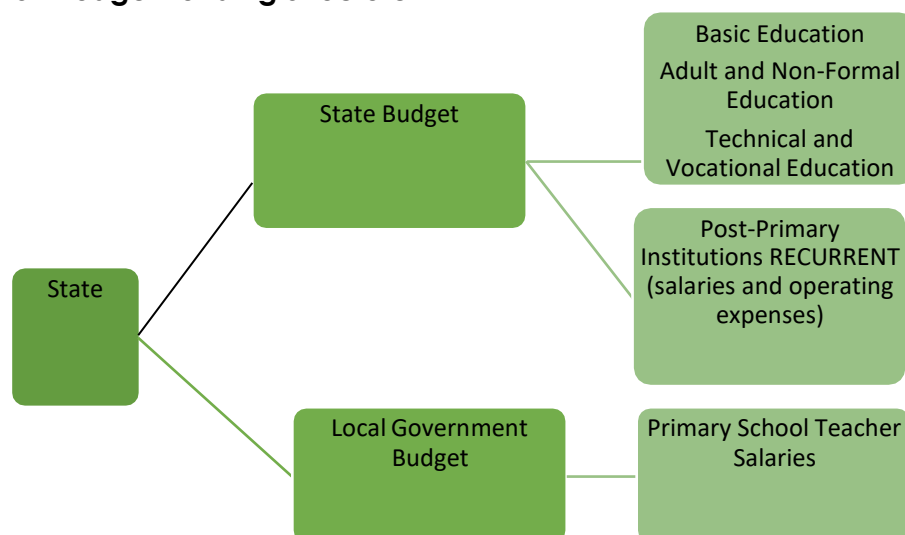 Basic Education
Adult and Non-Formal
Education
Technical and
Vocational Education
State Budget
Post-Primary
Institutions RECURRENT
(salaries and operating
expenses)
State
Local Government
Budget
Primary School Teacher
Salaries